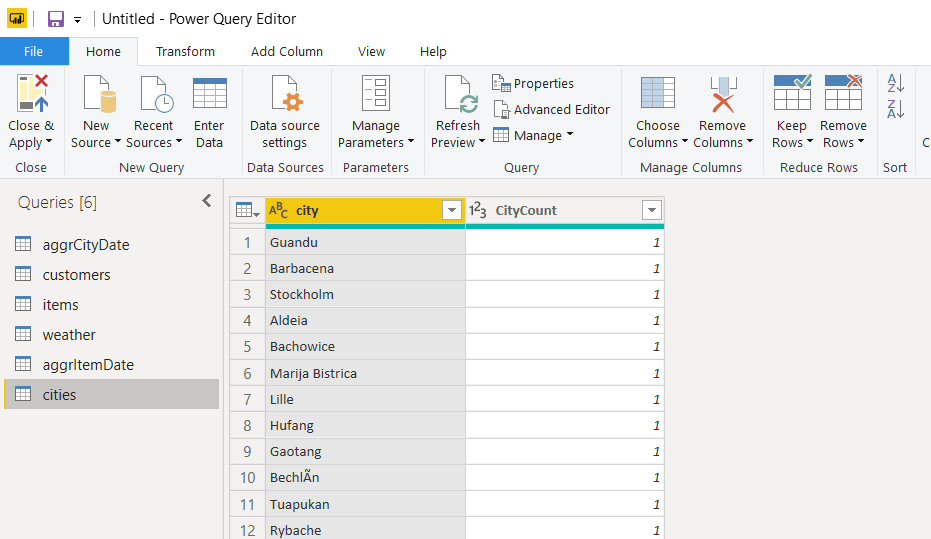 Untitled - Power Query Editor
File Home Transform Add Column View Help
Close & Apply New Source Recent Sources Enter Data Data source settings Manage Parameters Refresh Preview Properties Advanced Editor Manage Choose Columns Remove Columns Keep Rows Remove Rows
Close New Query Data Sources Parameters Query Manage Columns Reduce Rows Sort
Queries [6]
aggrCityDate
customers
items
weather
aggrItemDate
cities
ABC city 123 CityCount
1 Guandu 1
2 Barbacena 1
3 Stockholm 1
4 Aldeia 1
5 Bachowice 1
6 Marija Bistrica 1
7 Lille 1
8 Hufang 1
9 Gaotang 1
10 BechlÃn 1
11 Tuapukan 1
12 Rybache 1